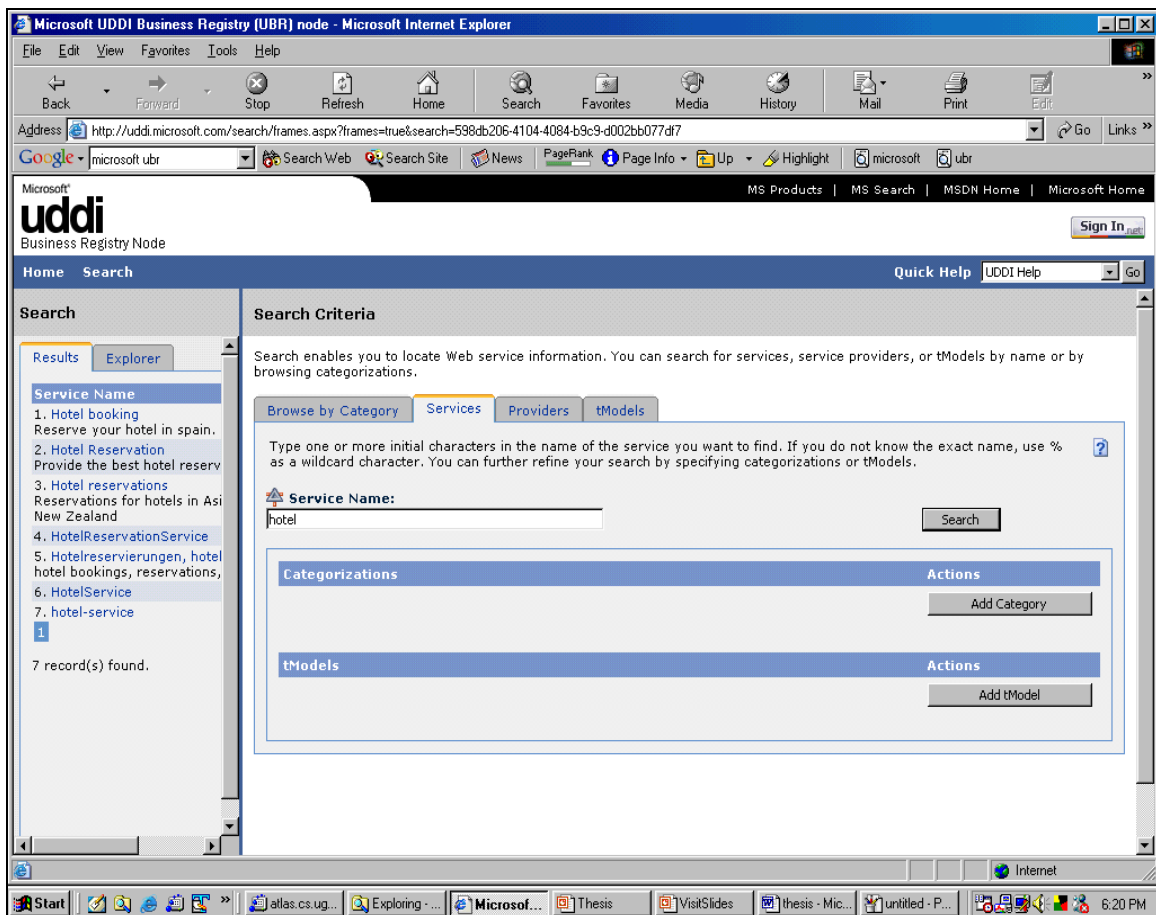 Microsoft UDDI Business Registry (UBR) node - Microsoft Internet Explorer
File Edit View Favorites Tools Help
Back Forward Stop Refresh Home Search Favorites Media History Mail Print Edit »
Address http://uddi.microsoft.com/search/frames.aspx?frames=true&search=598db206-4104-4084-b9c9-d002bb077df7 Go Links »
Google microsoft ubr Search Web Search Site News PageRank Page Info Up Highlight microsoft ubr
Microsoft®
MS Products | MS Search | MSDN Home | Microsoft Home
uddi
Business Registry Node
Sign In .net
Home Search Quick Help UDDI Help Go
Search
Results Explorer
Service Name
1. Hotel booking
Reserve your hotel in spain.
2. Hotel Reservation
Provide the best hotel reserv
3. Hotel reservations
Reservations for hotels in Asi
New Zealand
4. HotelReservationService
5. Hotelreservierungen, hotel
hotel bookings, reservations,
6. HotelService
7. hotel-service
1
7 record(s) found.
Search Criteria
Search enables you to locate Web service information. You can search for services, service providers, or tModels by name or by
browsing categorizations.
Browse by Category Services Providers tModels
Type one or more initial characters in the name of the service you want to find. If you do not know the exact name, use %
as a wildcard character. You can further refine your search by specifying categorizations or tModels.
?
Service Name:
hotel Search
Categorizations Actions
Add Category
tModels Actions
Add tModel
Internet
Start » atlas.cs.ug... Exploring - ... Microsof... Thesis VisitSlides thesis - Mic... untitled - P... 6:20 PM